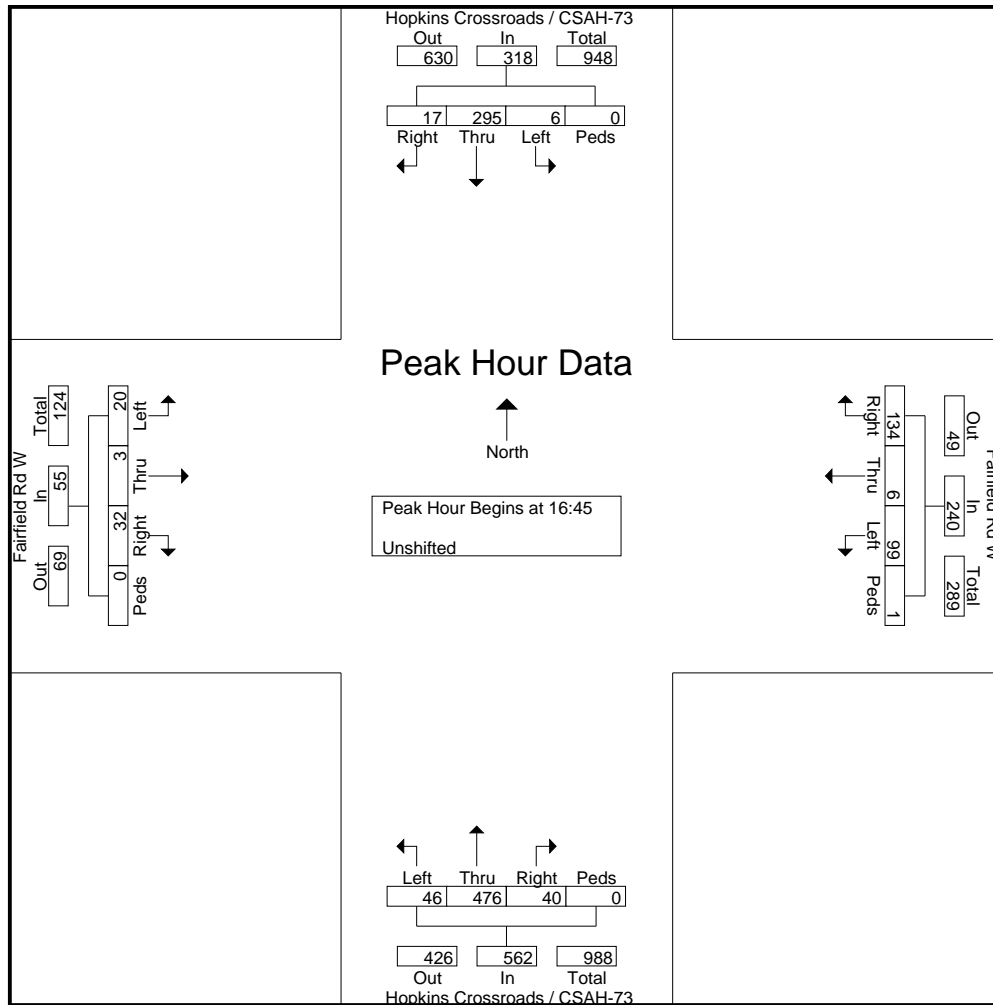 Hopkins Crossroads / CSAH-73
Out In Total
630 318 948
17 295 6 0
Right Thru Left Peds
Peak Hour Data
North
Peak Hour Begins at 16:45
Unshifted
Fairfield Rd W
Total In Out
124 55 69
20 3 32 0
Left Thru Right Peds
Right Thru Left Peds
134 6 99 1
Out In Total
49 240 289
Fairfield Rd W
Left Thru Right Peds
46 476 40 0
426 562 988
Out In Total
Hopkins Crossroads / CSAH-73